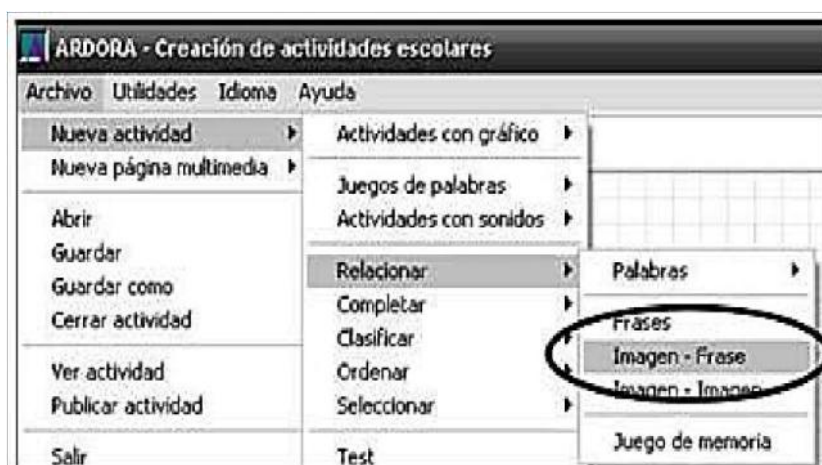 ARDORA - Creación de actividades escolares
Archivo Utilidades Idioma Ayuda
Nueva actividad
Nueva página multimedia
Abrir
Guardar
Guardar como
Cerrar actividad
Ver actividad
Publicar actividad
Salir
Actividades con gráfico
Juegos de palabras
Actividades con sonidos
Relacionar
Completar
Clasificar
Ordenar
Seleccionar
Test
Palabras
Frases
Imagen - Frase
Imagen - Imagen
Juego de memoria